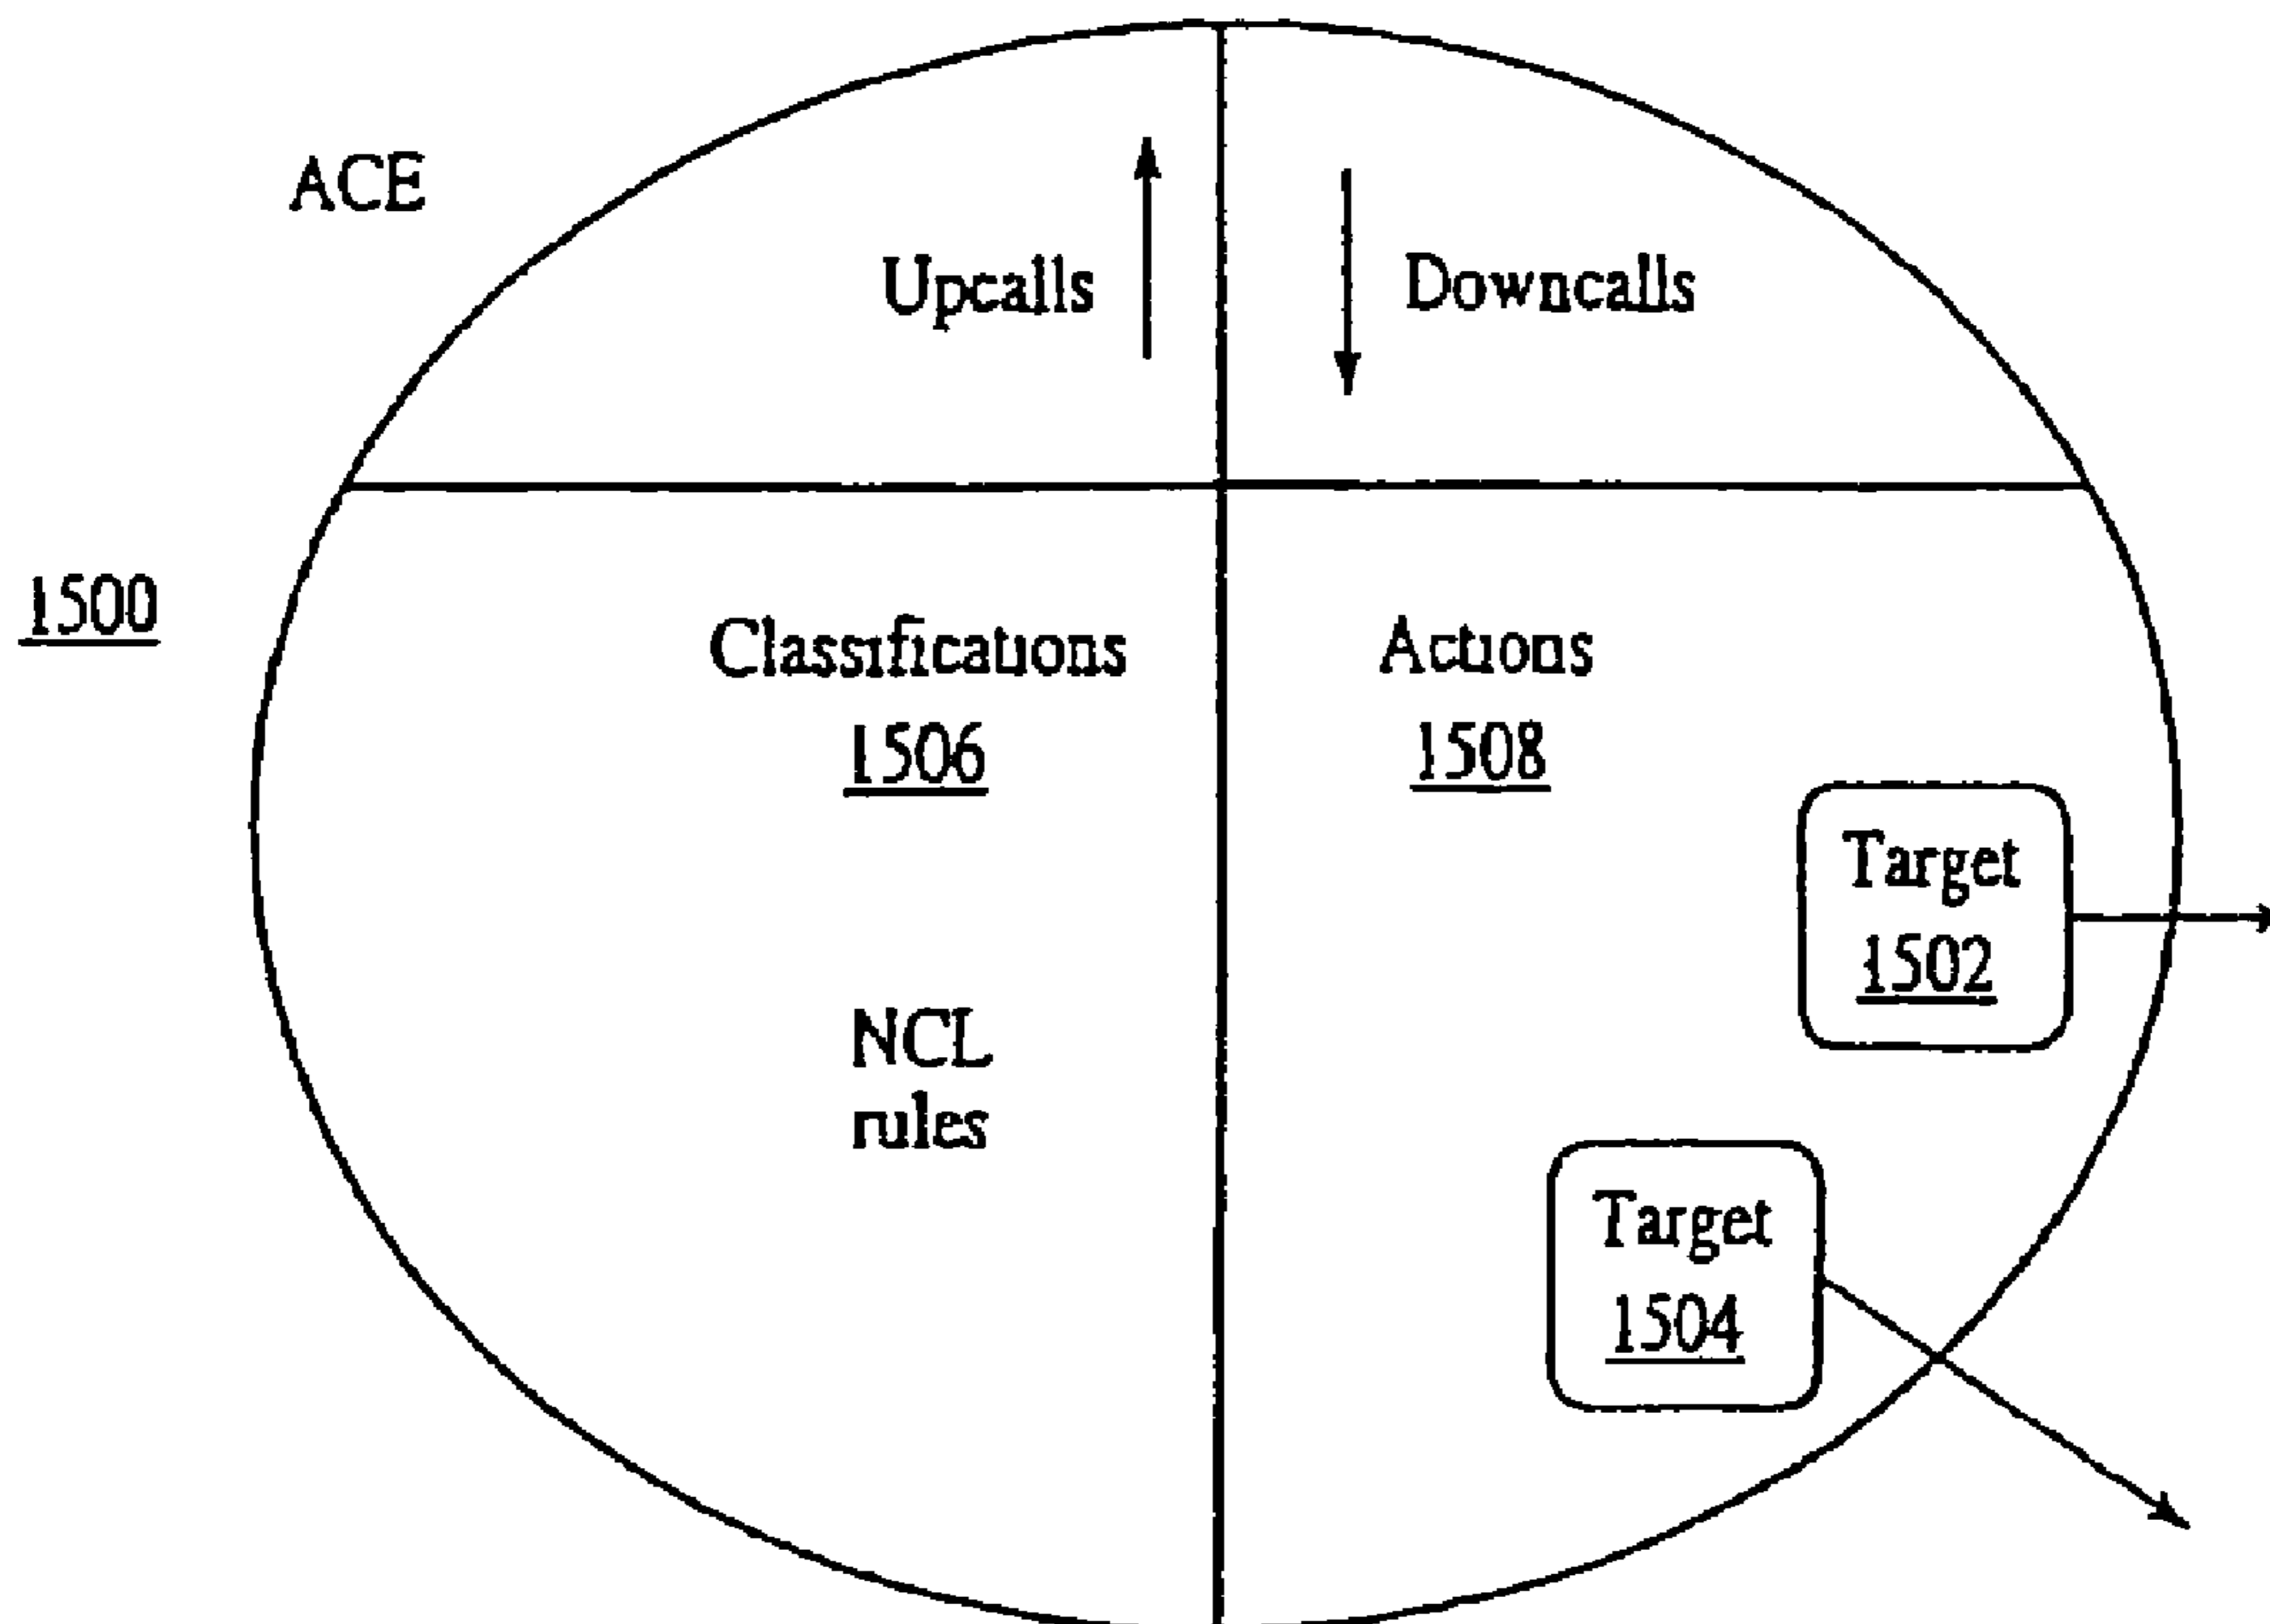 ACE
Upcalls
Downcalls
1500
Classifications
1506
Actions
1508
Target
1502
NCL
rules
Target
1504